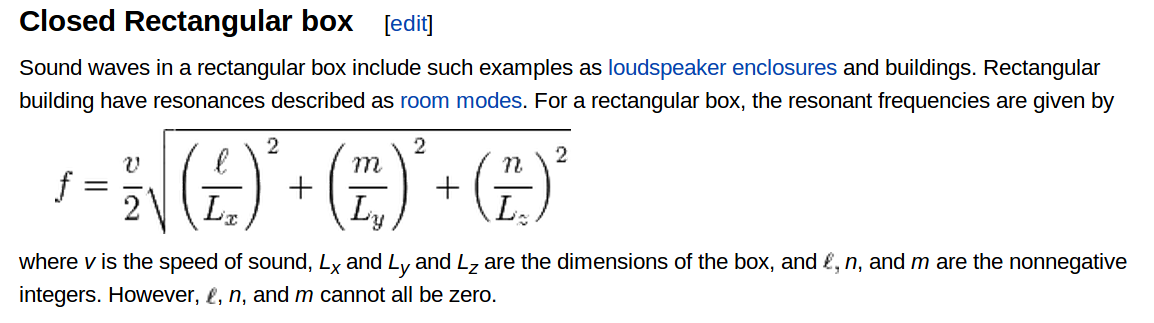 Closed Rectangular box [edit]
Sound waves in a rectangular box include such examples as loudspeaker enclosures and buildings. Rectangular
building have resonances described as room modes. For a rectangular box, the resonant frequencies are given by
f = v/2 √((ℓ/Lx)² + (m/Ly)² + (n/Lz)²)
where v is the speed of sound, Lx and Ly and Lz are the dimensions of the box, and ℓ, n, and m are the nonnegative
integers. However, ℓ, n, and m cannot all be zero.